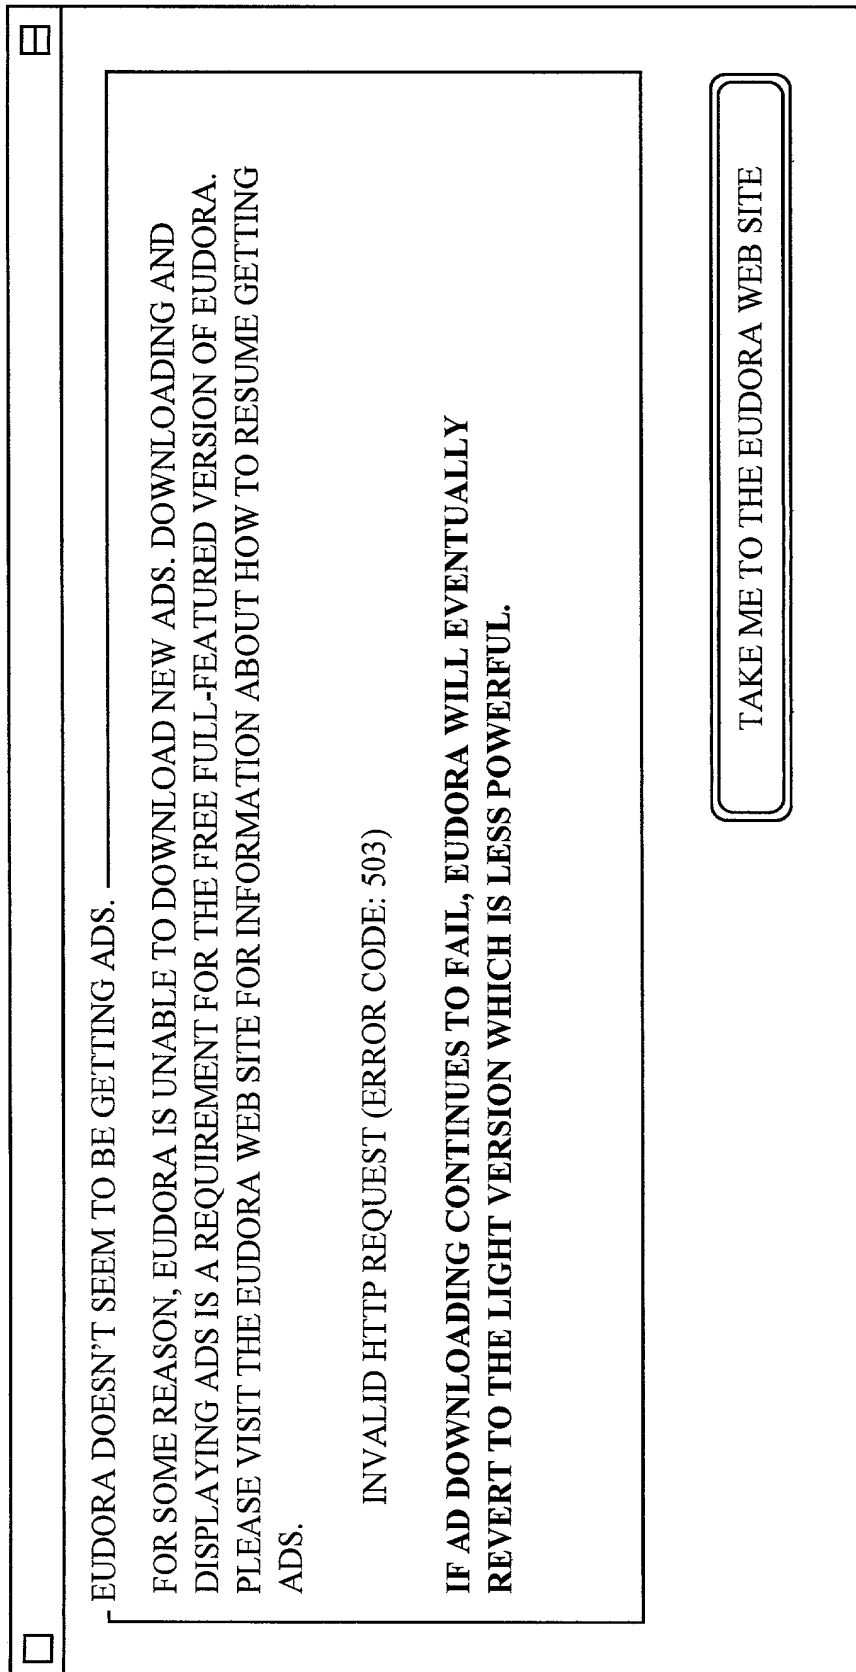 EUDORA DOESN'T SEEM TO BE GETTING ADS.
FOR SOME REASON, EUDORA IS UNABLE TO DOWNLOAD NEW ADS. DOWNLOADING AND
DISPLAYING ADS IS A REQUIREMENT FOR THE FREE FULL-FEATURED VERSION OF EUDORA.
PLEASE VISIT THE EUDORA WEB SITE FOR INFORMATION ABOUT HOW TO RESUME GETTING
ADS.
INVALID HTTP REQUEST (ERROR CODE: 503)
IF AD DOWNLOADING CONTINUES TO FAIL, EUDORA WILL EVENTUALLY
REVERT TO THE LIGHT VERSION WHICH IS LESS POWERFUL.
TAKE ME TO THE EUDORA WEB SITE